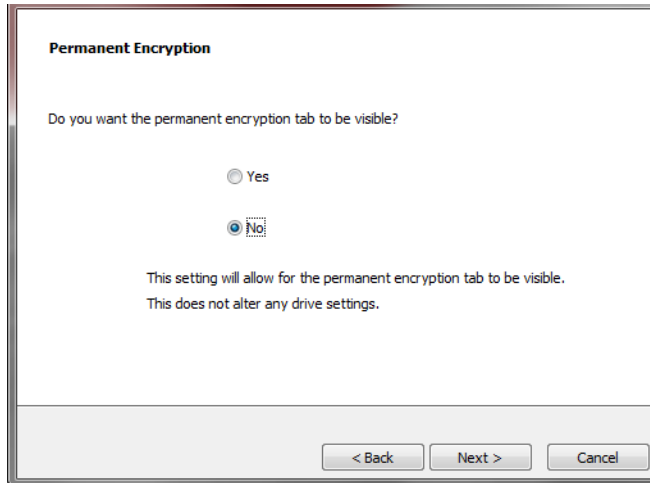 Permanent Encryption
Do you want the permanent encryption tab to be visible?
Yes
No
This setting will allow for the permanent encryption tab to be visible.
This does not alter any drive settings.
< Back
Next >
Cancel